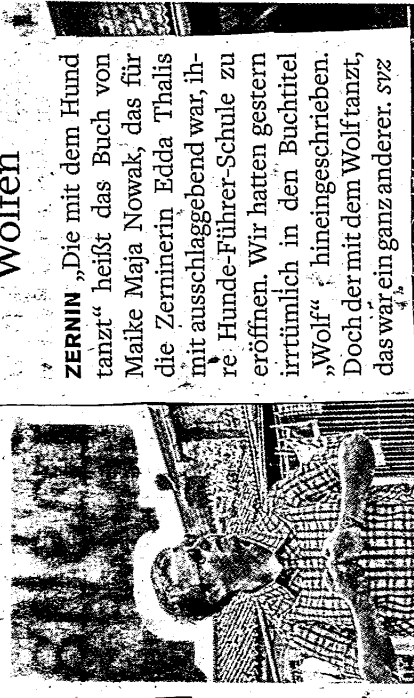 Wölfen
ZERNIN „Die mit dem Hund
tanzt“ heißt das Buch von
Maike Maja Nowak, das für
die Zerninerin Edda Thalis
mit ausschlaggebend war, ih-
re Hunde-Führer-Schule zu
eröffnen. Wir hatten gestern
irrtümlich in den Buchtitel
„Wolf“ hineingeschrieben.
Doch der mit dem Wolf tanzt,
das war ein ganz anderer. svz